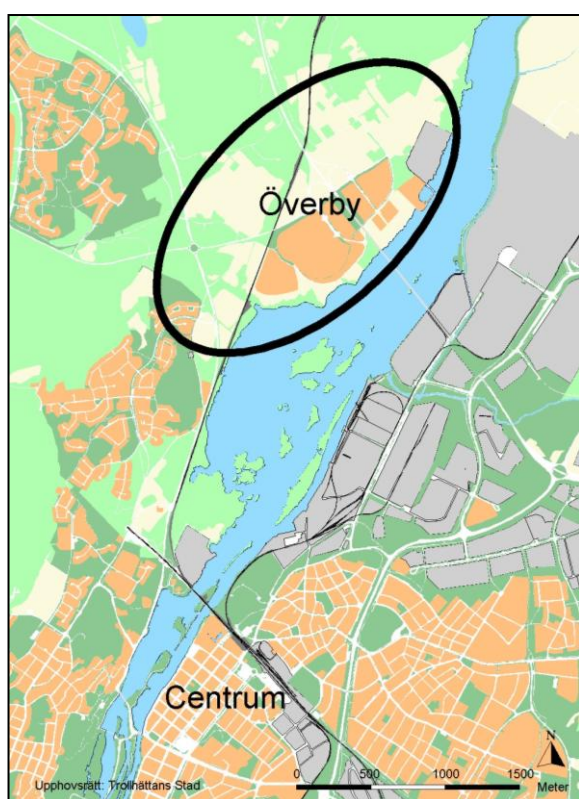 Överby
Centrum
N
Upphovsrätt: Trollhättans Stad
0 500 1000 1500
Meter